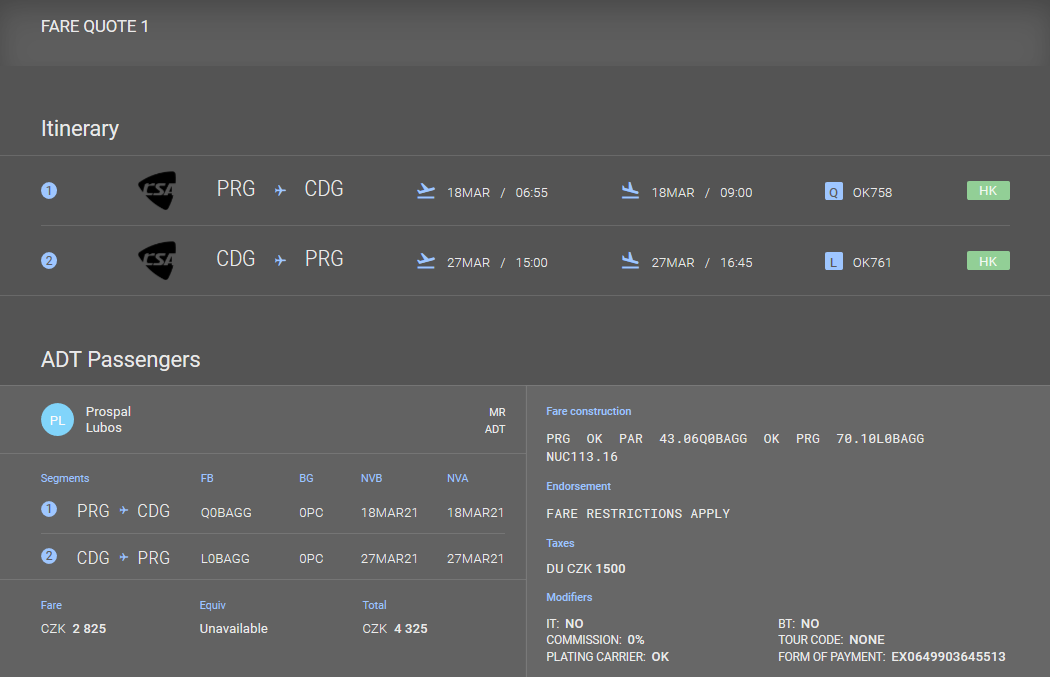 FARE QUOTE 1
Itinerary
1 CSA PRG CDG 18MAR / 06:55 18MAR / 09:00 Q OK758 HK
2 CSA CDG PRG 27MAR / 15:00 27MAR / 16:45 L OK761 HK
ADT Passengers
PL Prospal MR
Lubos ADT
Segments FB BG NVB NVA
1 PRG CDG Q0BAGG 0PC 18MAR21 18MAR21
2 CDG PRG L0BAGG 0PC 27MAR21 27MAR21
Fare Equiv Total
CZK 2 825 Unavailable CZK 4 325
Fare construction
PRG OK PAR 43.06Q0BAGG OK PRG 70.10L0BAGG
NUC113.16
Endorsement
FARE RESTRICTIONS APPLY
Taxes
DU CZK 1500
Modifiers
IT: NO BT: NO
COMMISSION: 0% TOUR CODE: NONE
PLATING CARRIER: OK FORM OF PAYMENT: EX0649903645513